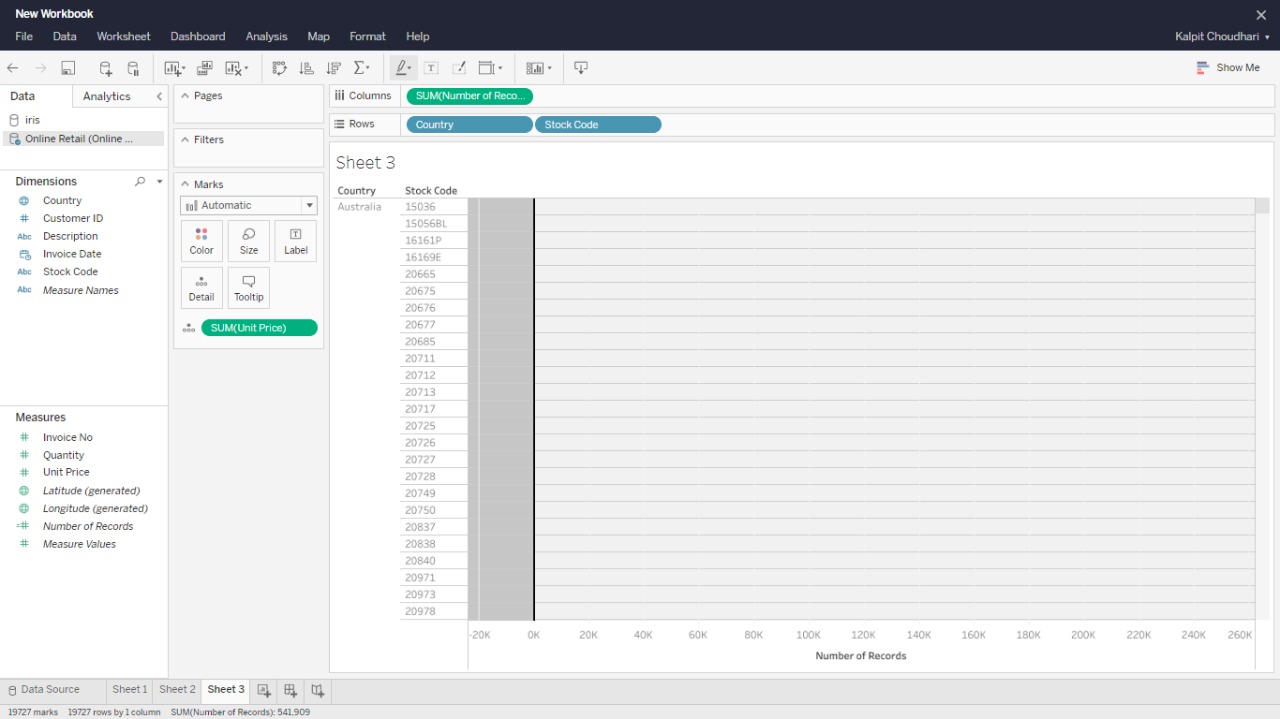 New Workbook
File Data Worksheet Dashboard Analysis Map Format Help
Kalpit Choudhari
Show Me
Data Analytics
iris
Online Retail (Online ...
Dimensions
Country
Customer ID
Abc Description
Invoice Date
Abc Stock Code
Abc Measure Names
Measures
Invoice No
Quantity
Unit Price
Latitude (generated)
Longitude (generated)
Number of Records
Measure Values
Pages
Filters
Marks
Automatic
Color Size Label
Detail Tooltip
SUM(Unit Price)
Columns SUM(Number of Reco...
Rows Country Stock Code
Sheet 3
Country Stock Code
Australia 15036
15056BL
16161P
16169E
20665
20675
20676
20677
20685
20711
20712
20713
20717
20725
20726
20727
20728
20749
20750
20837
20838
20840
20971
20973
20978
-20K 0K 20K 40K 60K 80K 100K 120K 140K 160K 180K 200K 220K 240K 260K
Number of Records
Data Source Sheet 1 Sheet 2 Sheet 3
19727 marks 19727 rows by 1 column SUM(Number of Records): 541,909